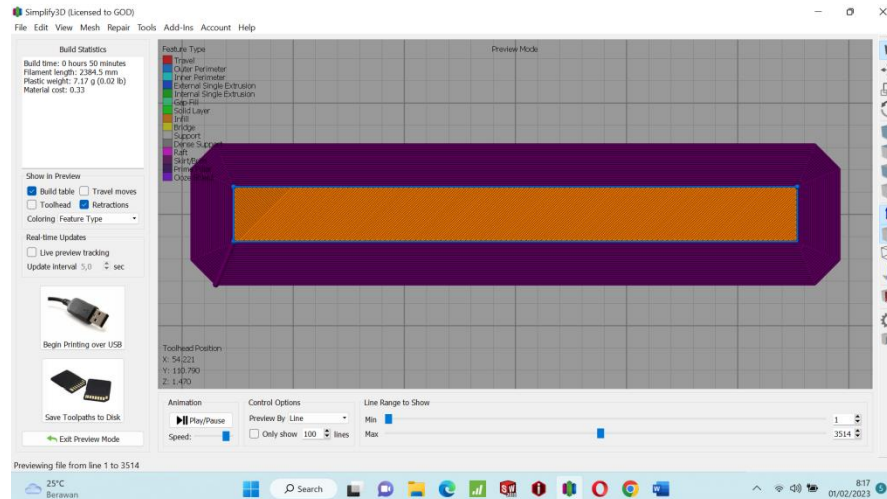 Simplify3D (Licensed to GOD)
File Edit View Mesh Repair Tools Add-Ins Account Help
Build Statistics
Build time: 0 hours 50 minutes
Filament length: 2384.5 mm
Plastic weight: 7.17 g (0.02 lb)
Material cost: 0.33
Show in Preview
Build table Travel moves
Toolhead Retractions
Coloring Feature Type
Real-time Updates
Live preview tracking
Update interval 5,0 sec
Begin Printing over USB
Save Toolpaths to Disk
Exit Preview Mode
Feature Type
Travel
Outer Perimeter
Inner Perimeter
External Single Extrusion
Internal Single Extrusion
Gap Fill
Solid Layer
Infill
Bridge
Support
Dense Support
Raft
Preview Mode
Toolhead Position
X: 54.221
Y: 110.790
Z: 1.470
Animation
Play/Pause
Speed:
Control Options
Preview By Line
Only show 100 lines
Line Range to Show
Min 1
Max 3514
Previewing file from line 1 to 3514
25°C
Berawan
Search
8:17
01/02/2023